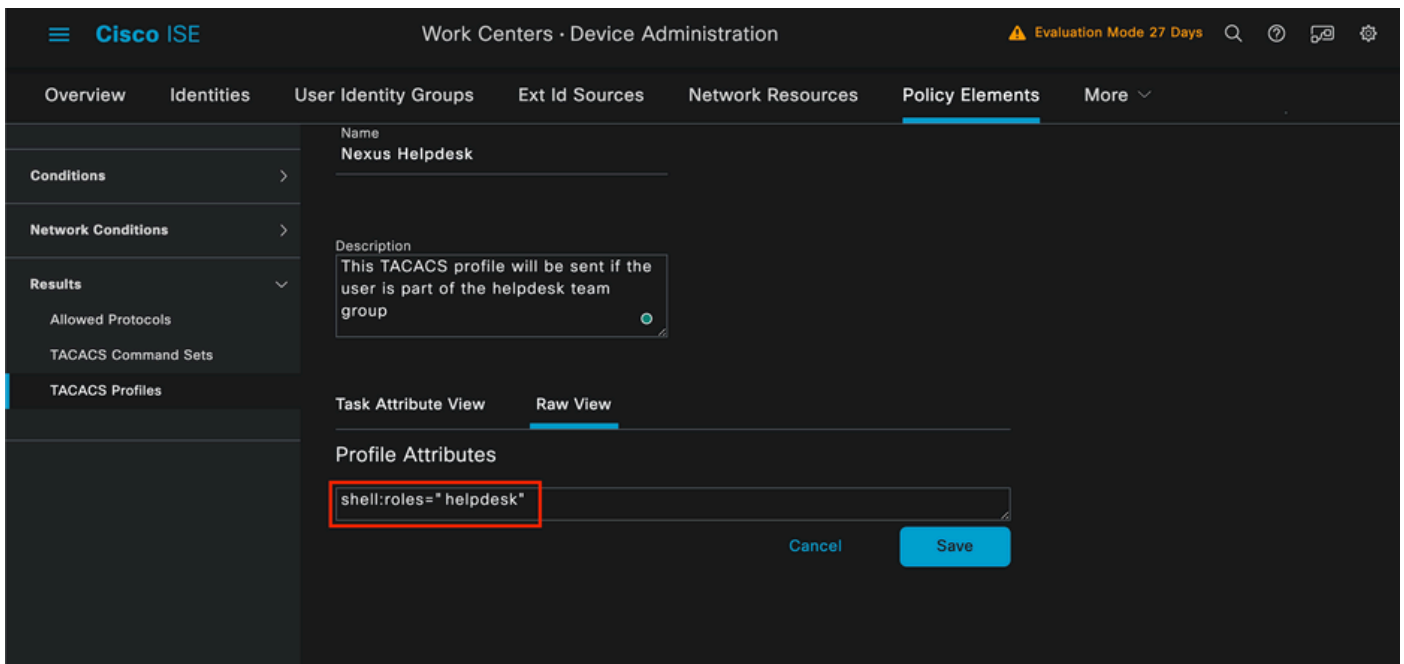 Cisco ISE
Work Centers · Device Administration
Evaluation Mode 27 Days
Overview
Identities
User Identity Groups
Ext Id Sources
Network Resources
Policy Elements
More
Conditions
Network Conditions
Results
Allowed Protocols
TACACS Command Sets
TACACS Profiles
Name
Nexus Helpdesk
Description
This TACACS profile will be sent if the
user is part of the helpdesk team
group
Task Attribute View
Raw View
Profile Attributes
shell:roles=" helpdesk"
Cancel
Save